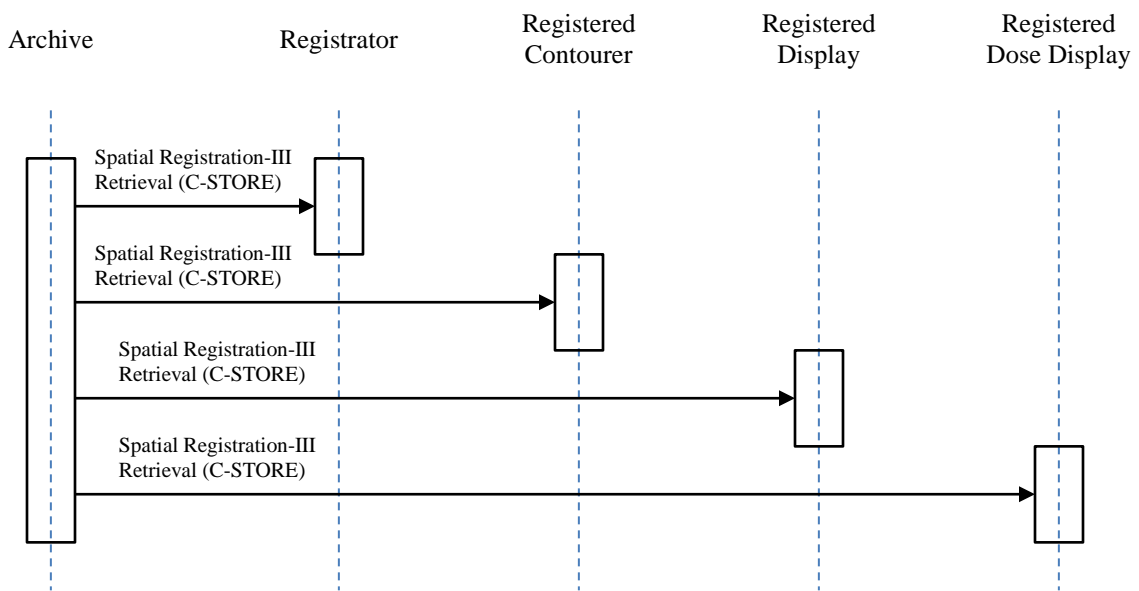 Archive
Registrator
Registered
Contourer
Registered
Display
Registered
Dose Display
Spatial Registration-III
Retrieval (C-STORE)
Spatial Registration-III
Retrieval (C-STORE)
Spatial Registration-III
Retrieval (C-STORE)
Spatial Registration-III
Retrieval (C-STORE)